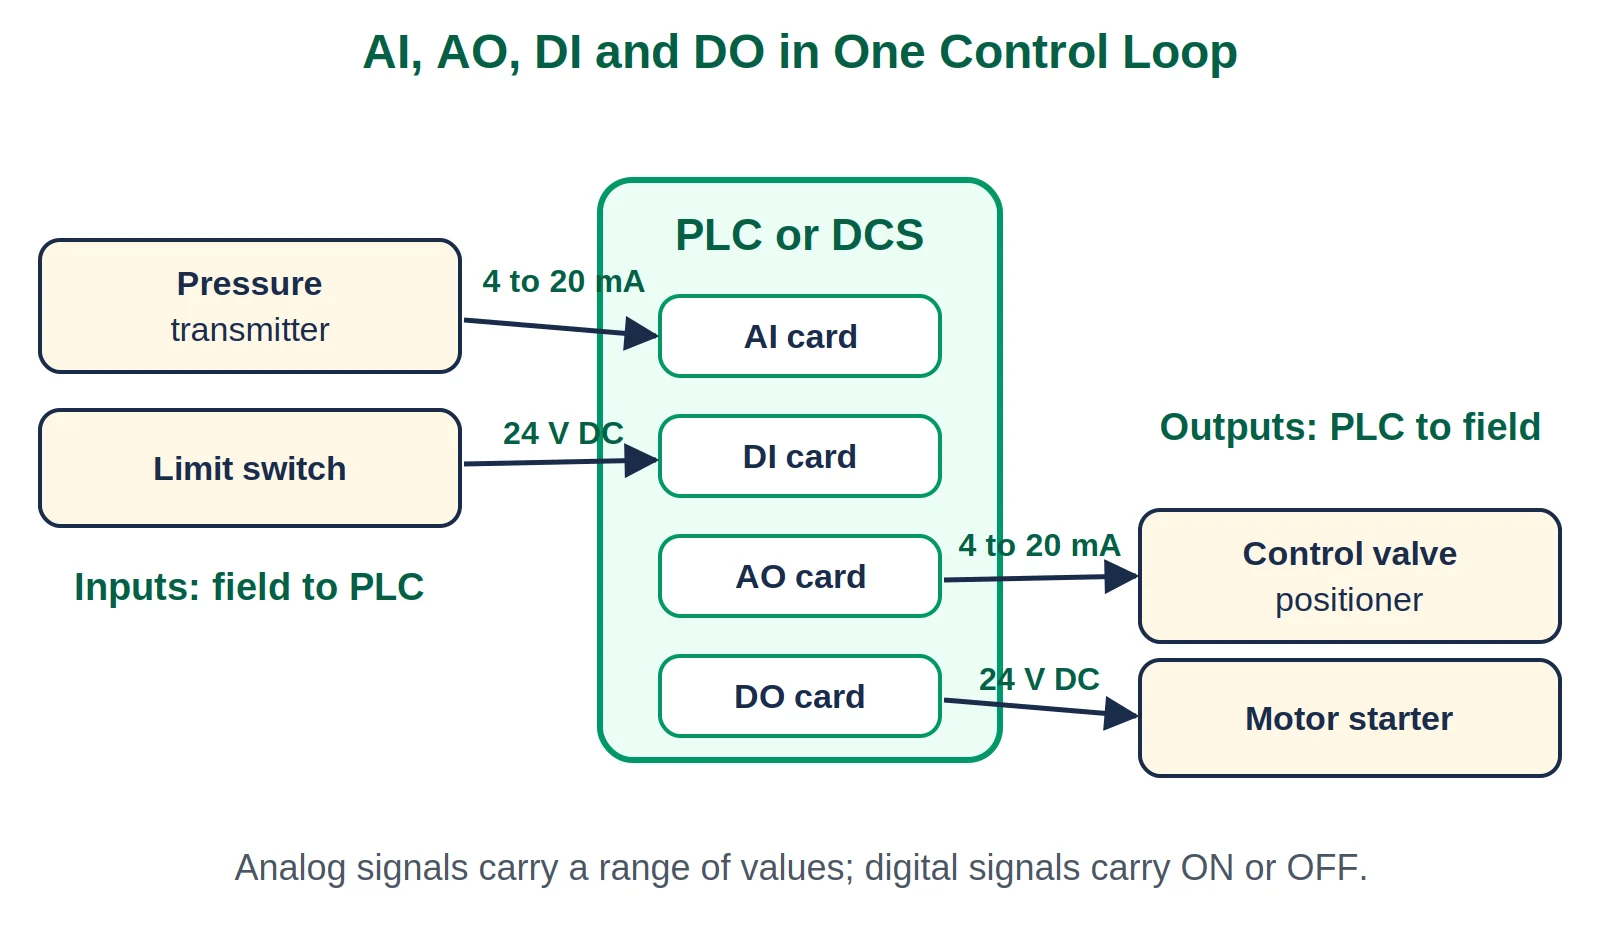 AI, AO, DI and DO in One Control Loop
PLC or DCS
Pressure
transmitter
4 to 20 mA
AI card
Limit switch
24 V DC
DI card
Inputs: field to PLC
Outputs: PLC to field
AO card
4 to 20 mA
Control valve
positioner
DO card
24 V DC
Motor starter
Analog signals carry a range of values; digital signals carry ON or OFF.